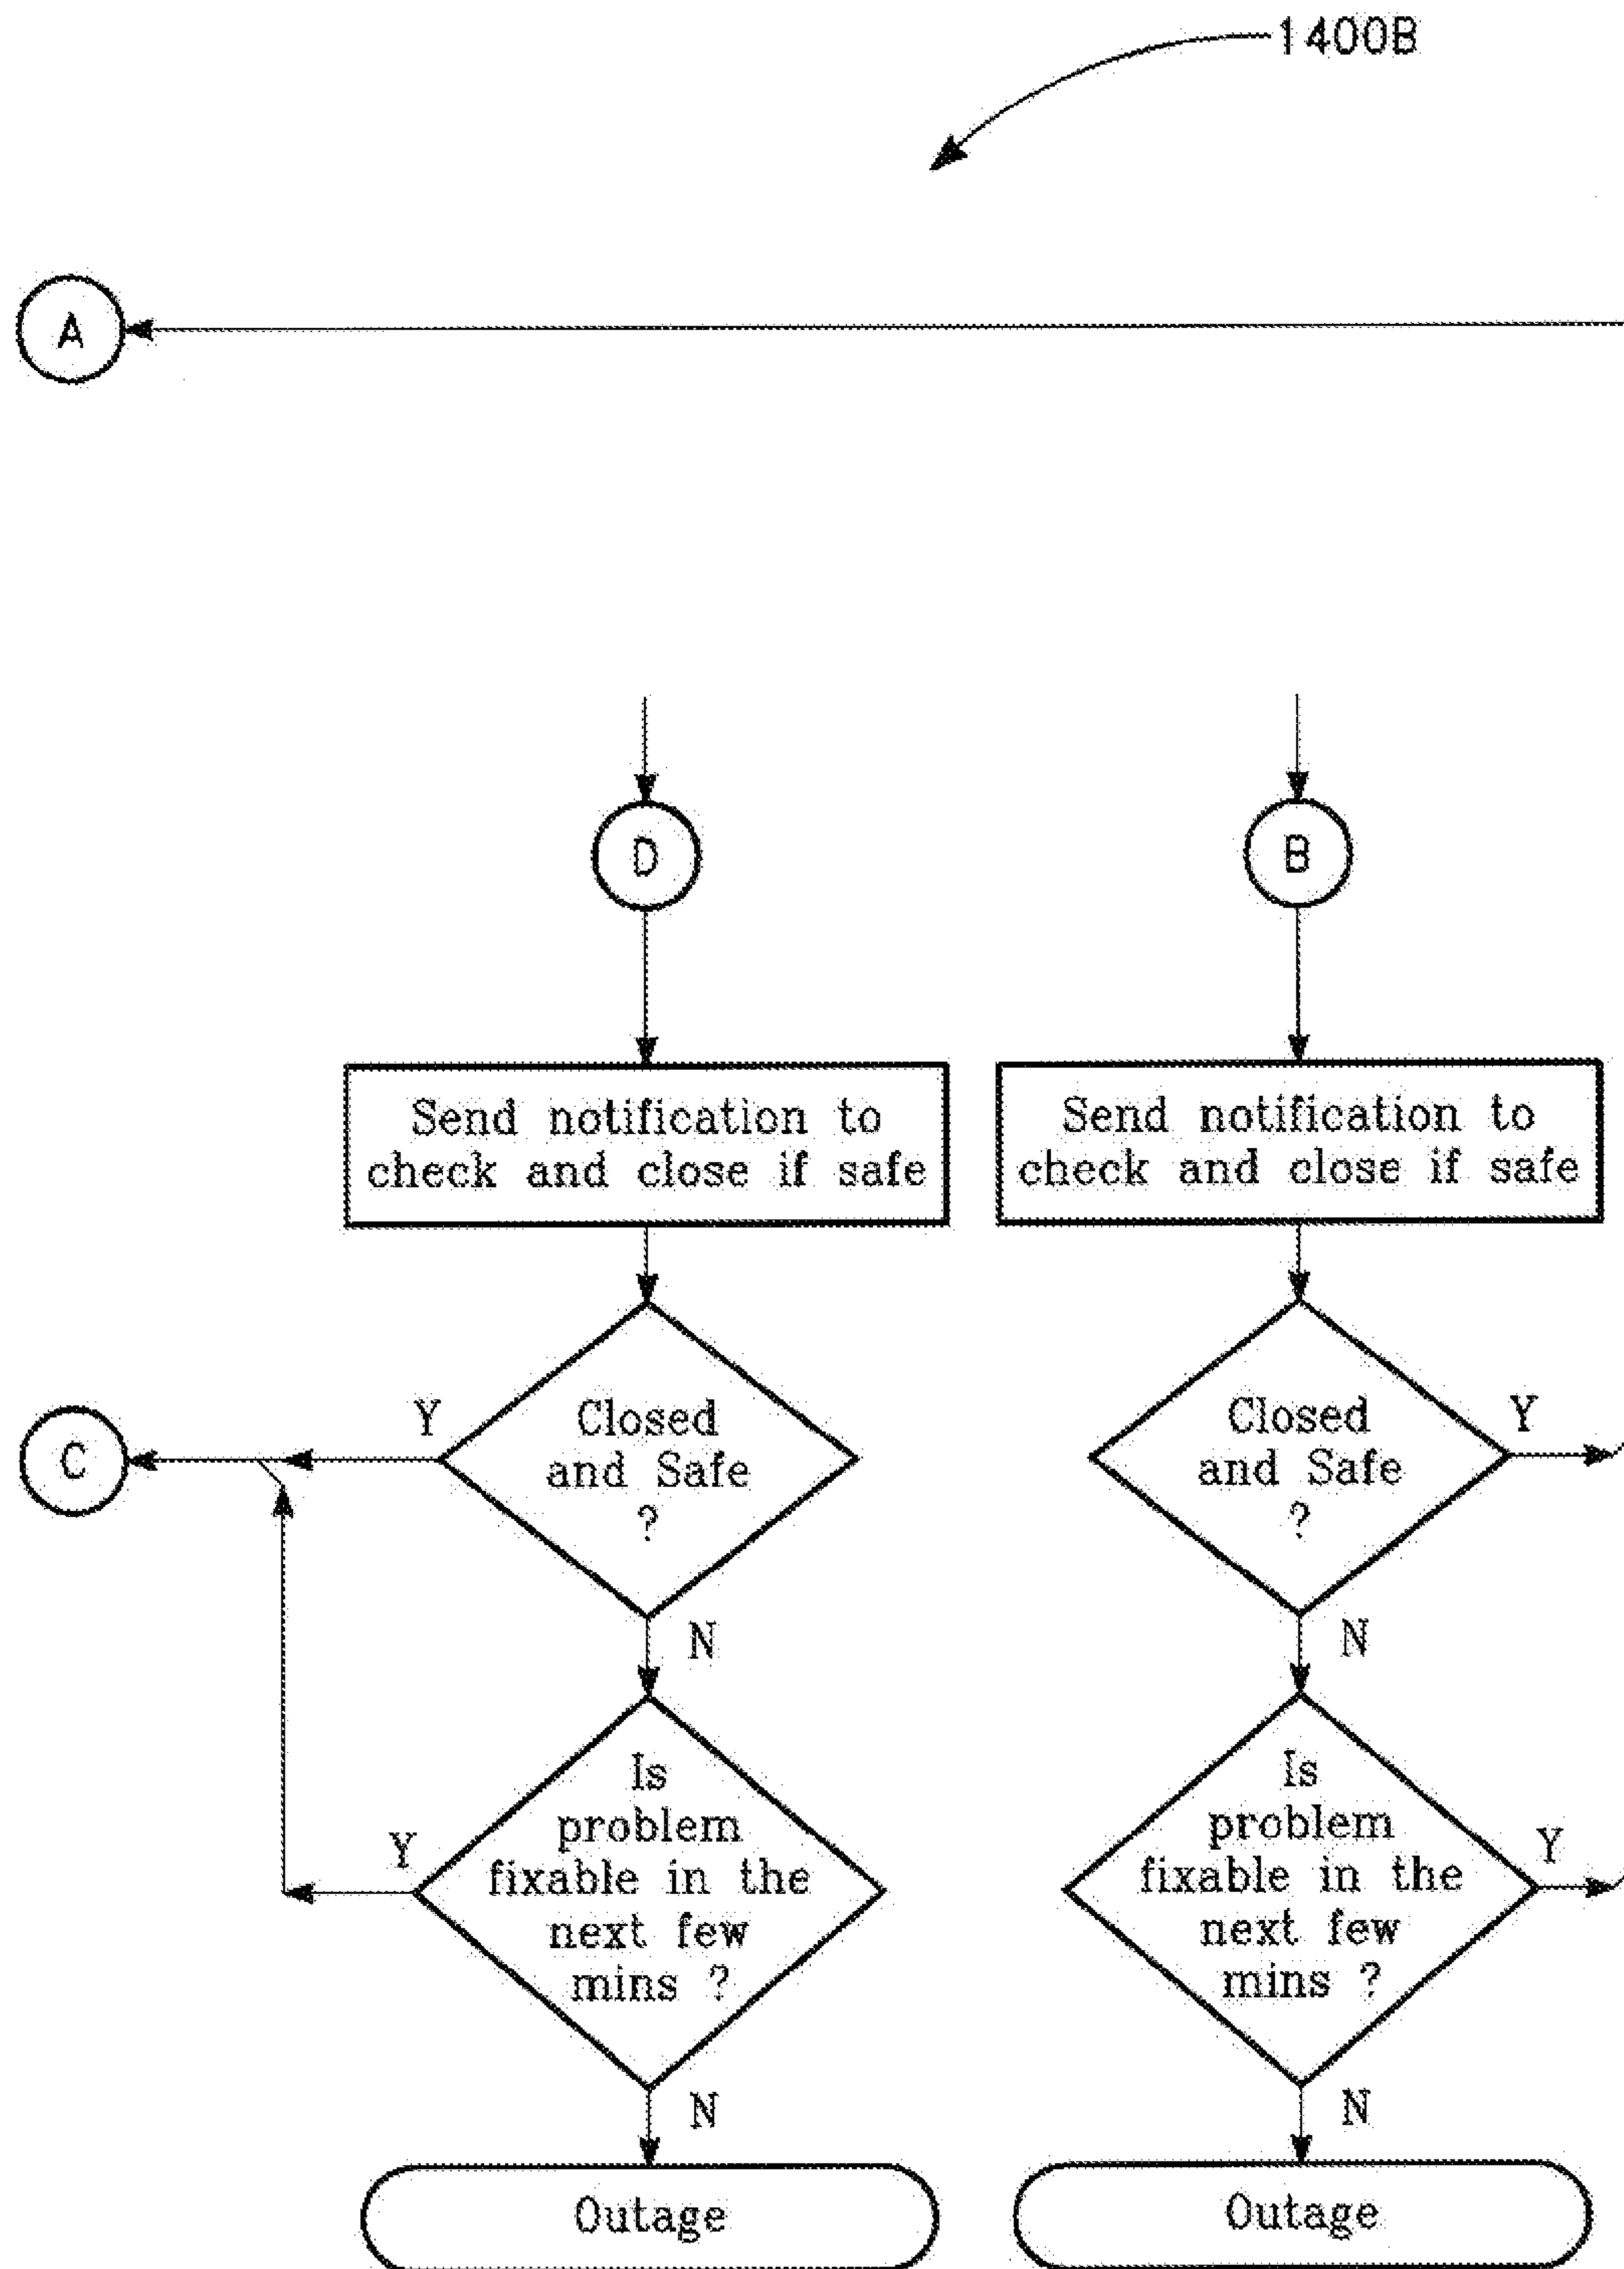 1400B
A
D
B
Send notification to
check and close if safe
Send notification to
check and close if safe
C
Y
Closed
and Safe
?
N
Closed
and Safe
?
Y
N
Y
Is
problem
fixable in the
next few
mins ?
N
Is
problem
fixable in the
next few
mins ?
Y
N
Outage
Outage